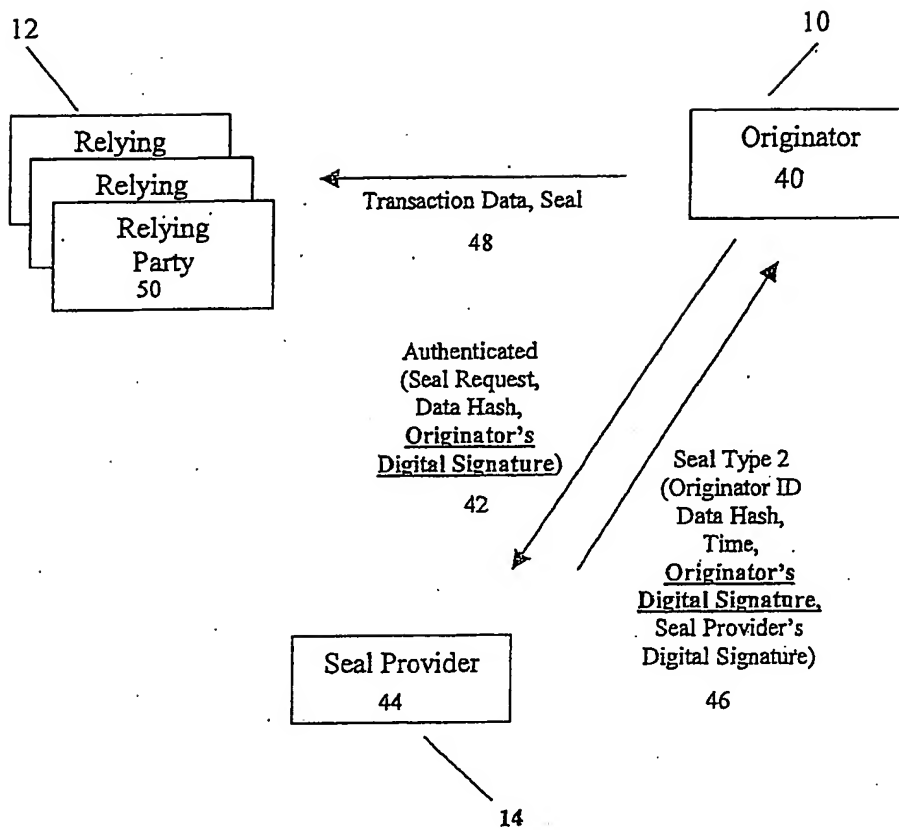 12
10
Relying
Relying
Relying
Party
50
Originator
40
Transaction Data, Seal
48
Authenticated
(Seal Request,
Data Hash,
Originator's
Digital Signature)
42
Seal Type 2
(Originator ID
Data Hash,
Time,
Originator's
Digital Signature,
Seal Provider's
Digital Signature)
46
Seal Provider
44
14